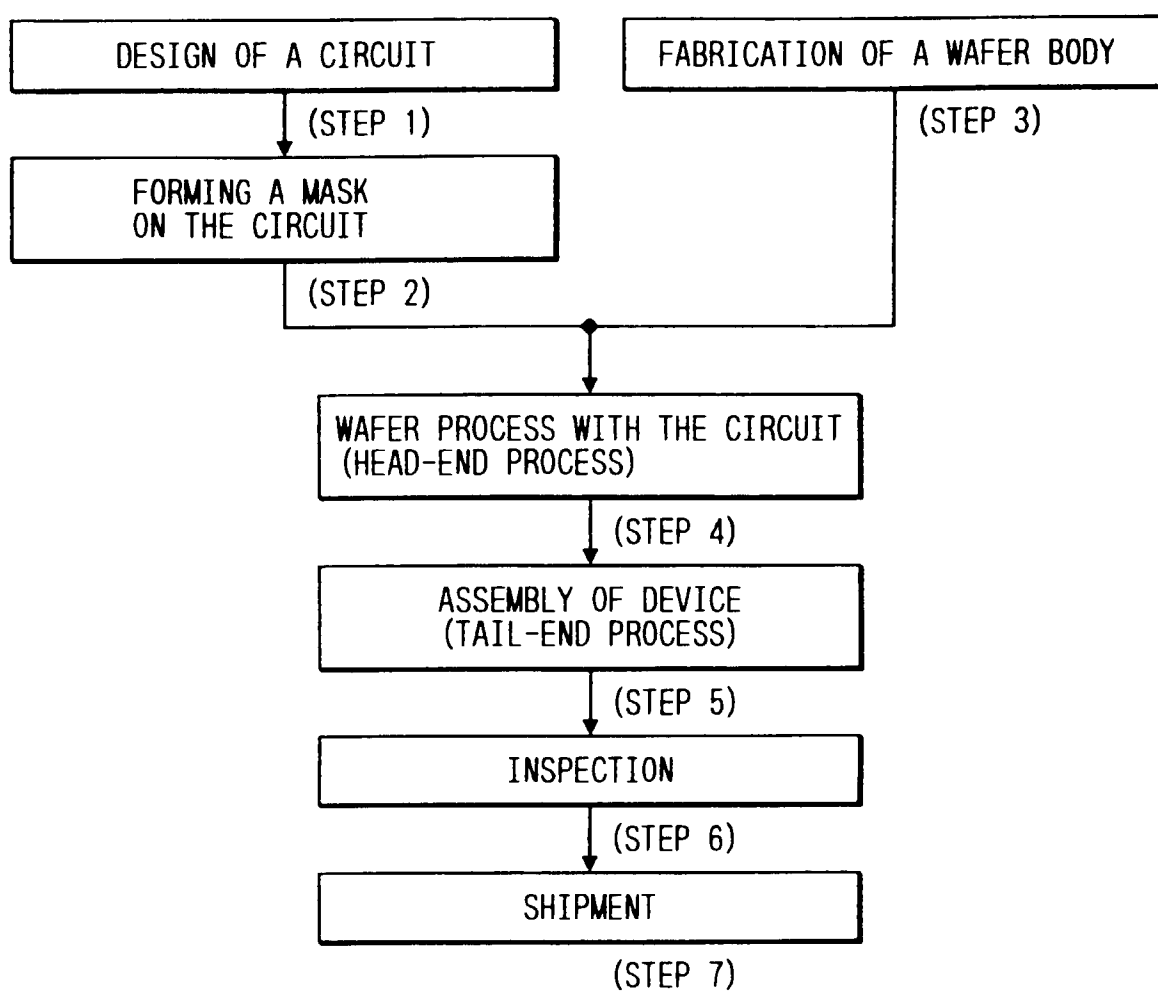 DESIGN OF A CIRCUIT
(STEP 1)
FORMING A MASK
ON THE CIRCUIT
(STEP 2)
FABRICATION OF A WAFER BODY
(STEP 3)
WAFER PROCESS WITH THE CIRCUIT
(HEAD-END PROCESS)
(STEP 4)
ASSEMBLY OF DEVICE
(TAIL-END PROCESS)
(STEP 5)
INSPECTION
(STEP 6)
SHIPMENT
(STEP 7)